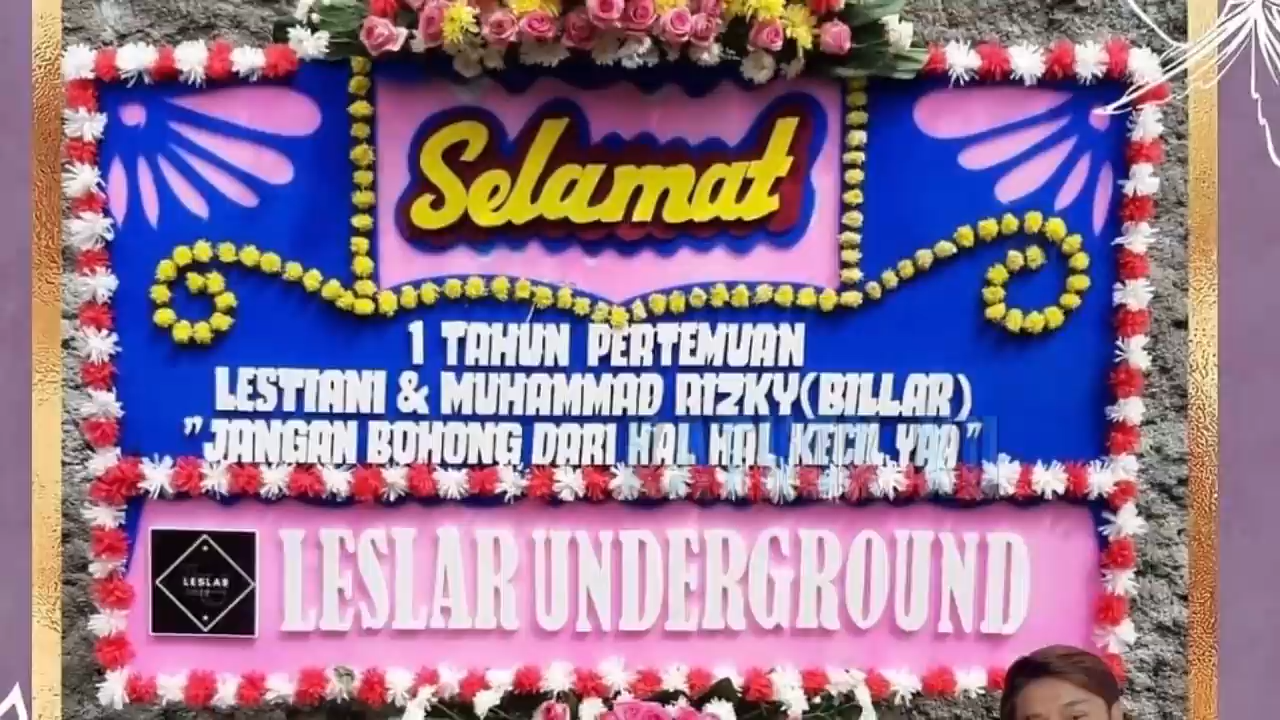 Selamat
1 TAHUN PERTEMUAN
LESTIANI & MUHAMMAD RIZKY(BILLAR)
"JANGAN BOHONG DARI HAL HAL KECIL YAA"
LESLAR UNDERGROUND
LESLAR